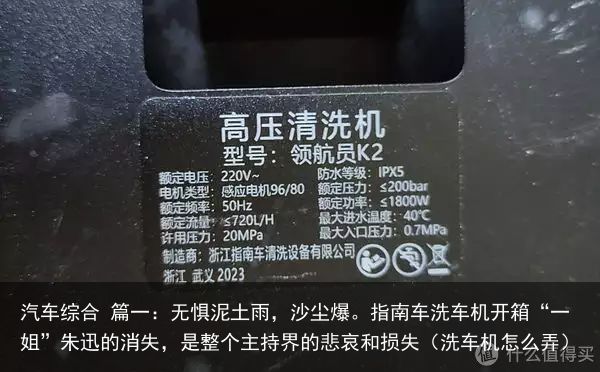 高压清洗机
型号：领航员K2
额定电压：220V~ 防水等级：IPX5
电机类型：感应电机96/80 额定压力：≤200bar
额定频率：50Hz 额定功率：≤1800W
额定流量：≤720L/H 最大进水温度：40℃
许用压力：20MPa 最大入口压力：0.7MPa
制造商：浙江指南车清洗设备有限公司
浙江 武义 2023
汽车综合 篇一：无惧泥土雨，沙尘爆。指南车洗车机开箱“一
姐”朱迅的消失，是整个主持界的悲哀和损失（洗车机怎么弄）
值 什么值得买